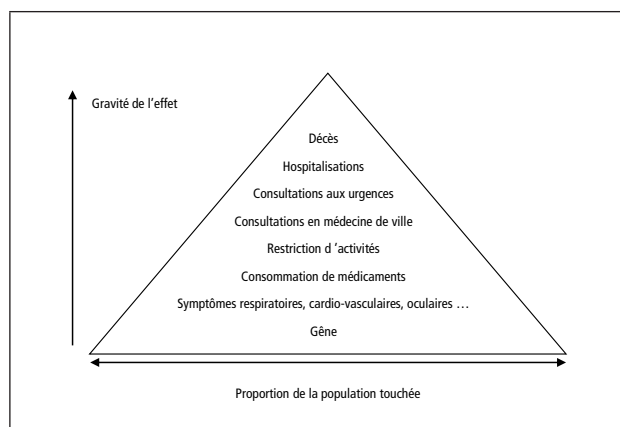 Gravité de l'effet
Décès
Hospitalisations
Consultations aux urgences
Consultations en médecine de ville
Restriction d 'activités
Consommation de médicaments
Symptômes respiratoires, cardio-vasculaires, oculaires ...
Gêne
Proportion de la population touchée